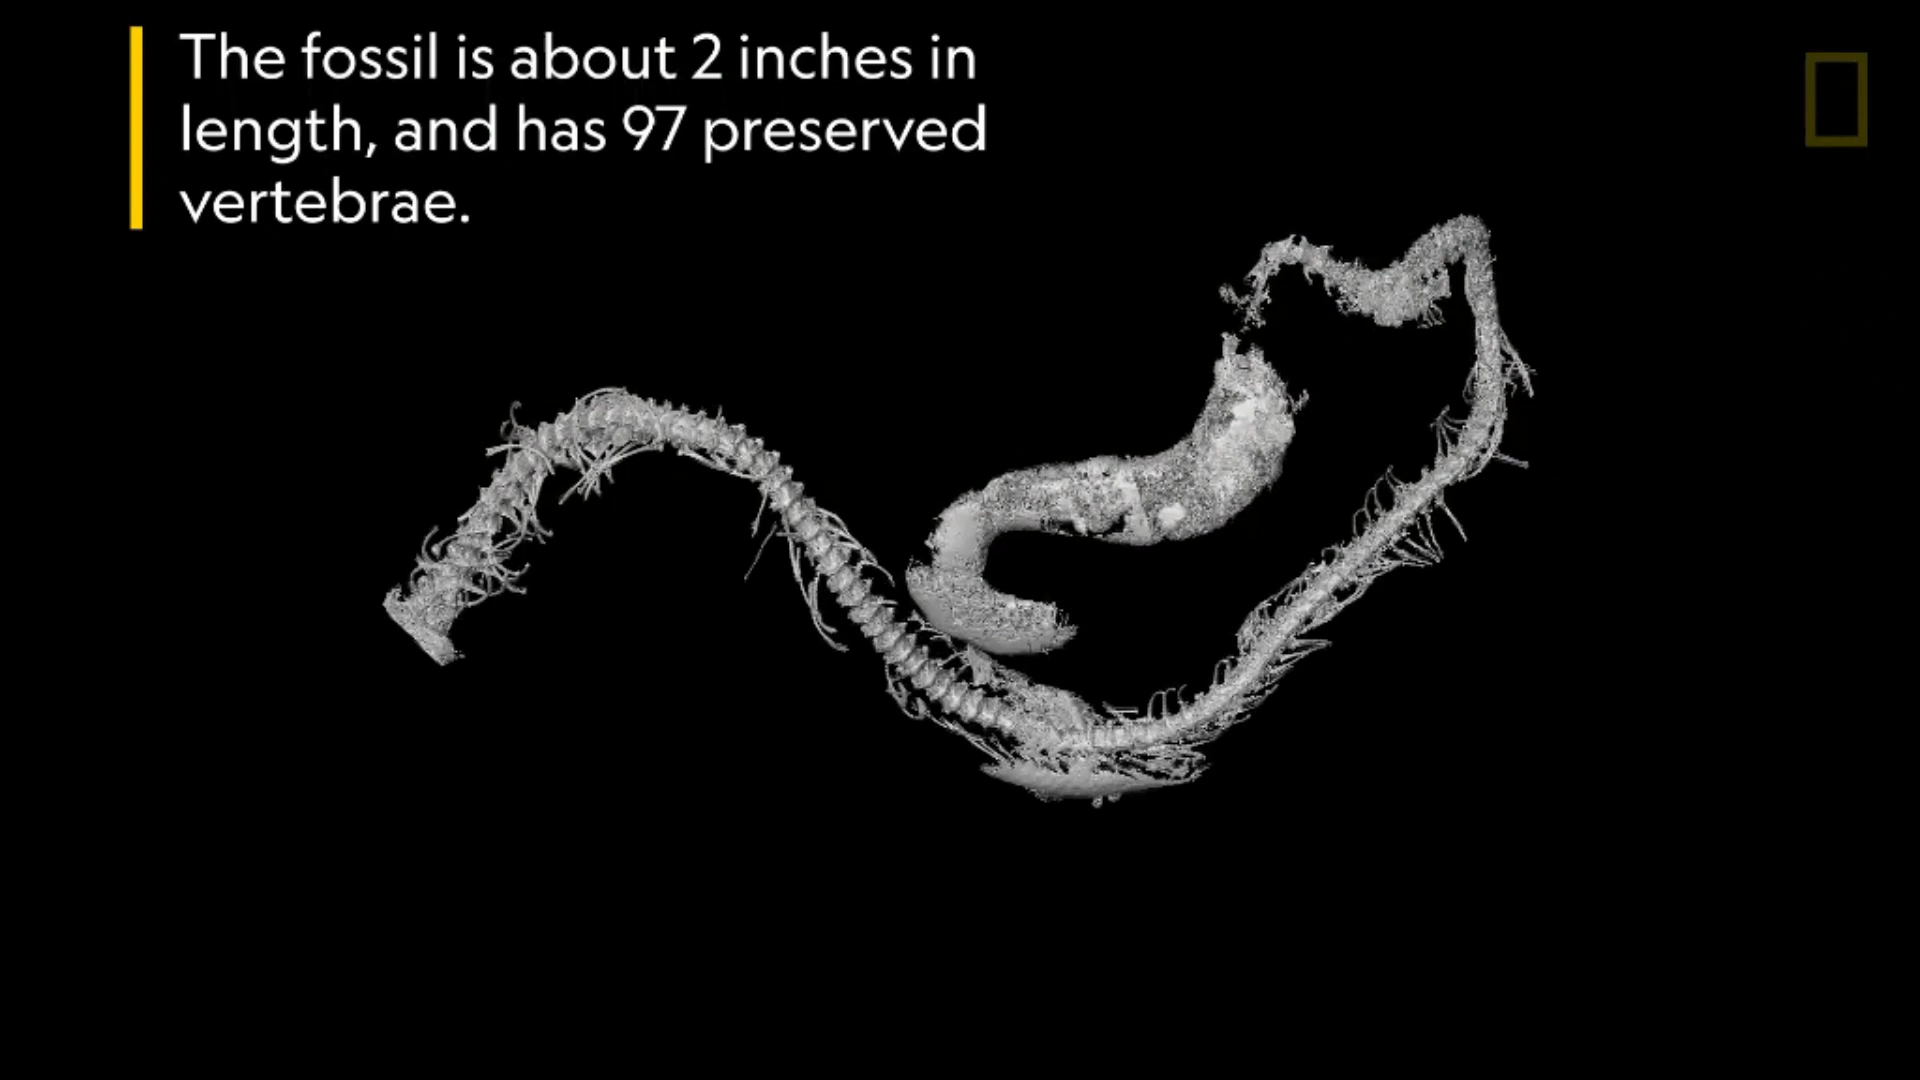 The fossil is about 2 inches in
length, and has 97 preserved
vertebrae.